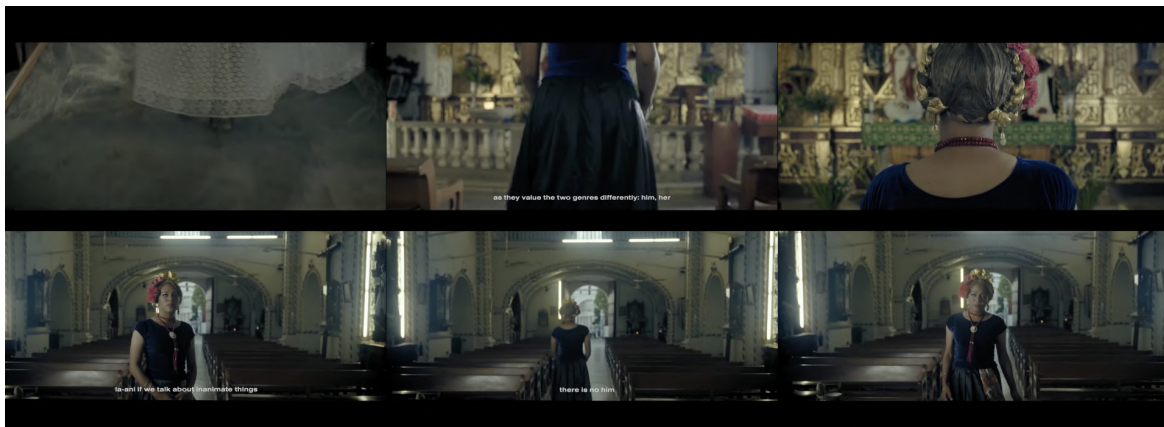 as they value the two genres differently: him, her
la-ani if we talk about inanimate things
there is no him